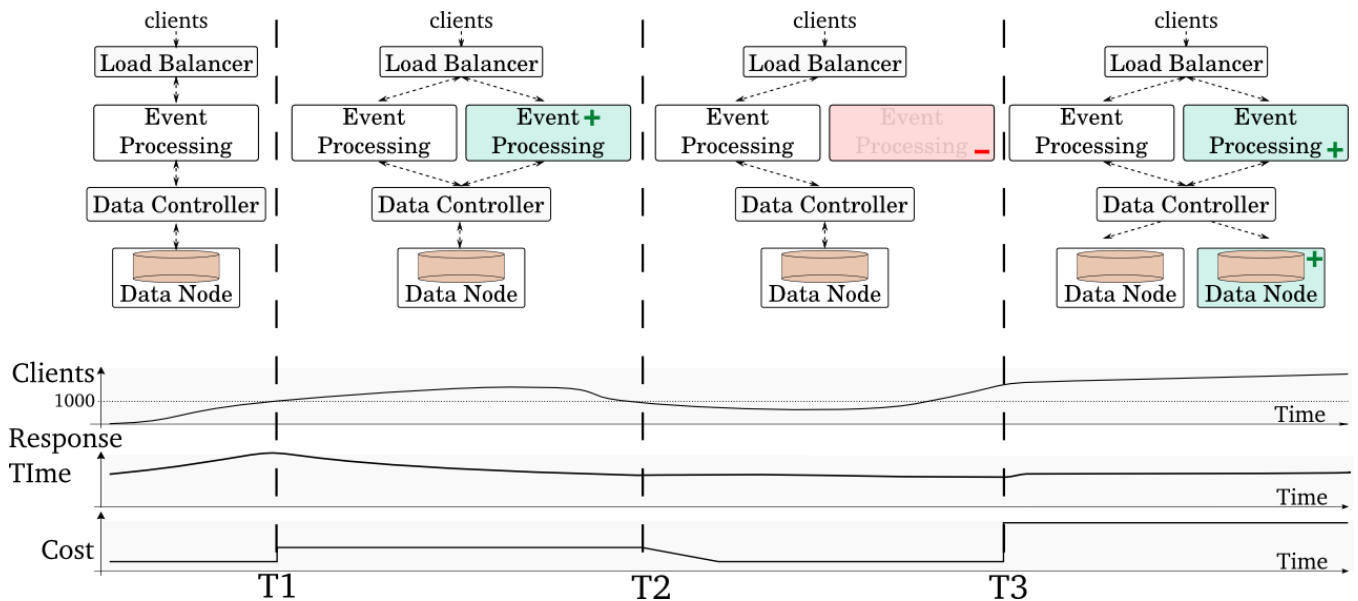 clients
Load Balancer
Event
Processing
Data Controller
Data Node
clients
Load Balancer
Event
Processing
Event +
Processing
Data Controller
Data Node
clients
Load Balancer
Event
Processing
Event
Processing −
Data Controller
Data Node
clients
Load Balancer
Event
Processing
Event
Processing +
Data Controller
Data Node
+
Data Node
Clients
1000
Time
Response
TIme
Time
Cost
Time
T1
T2
T3